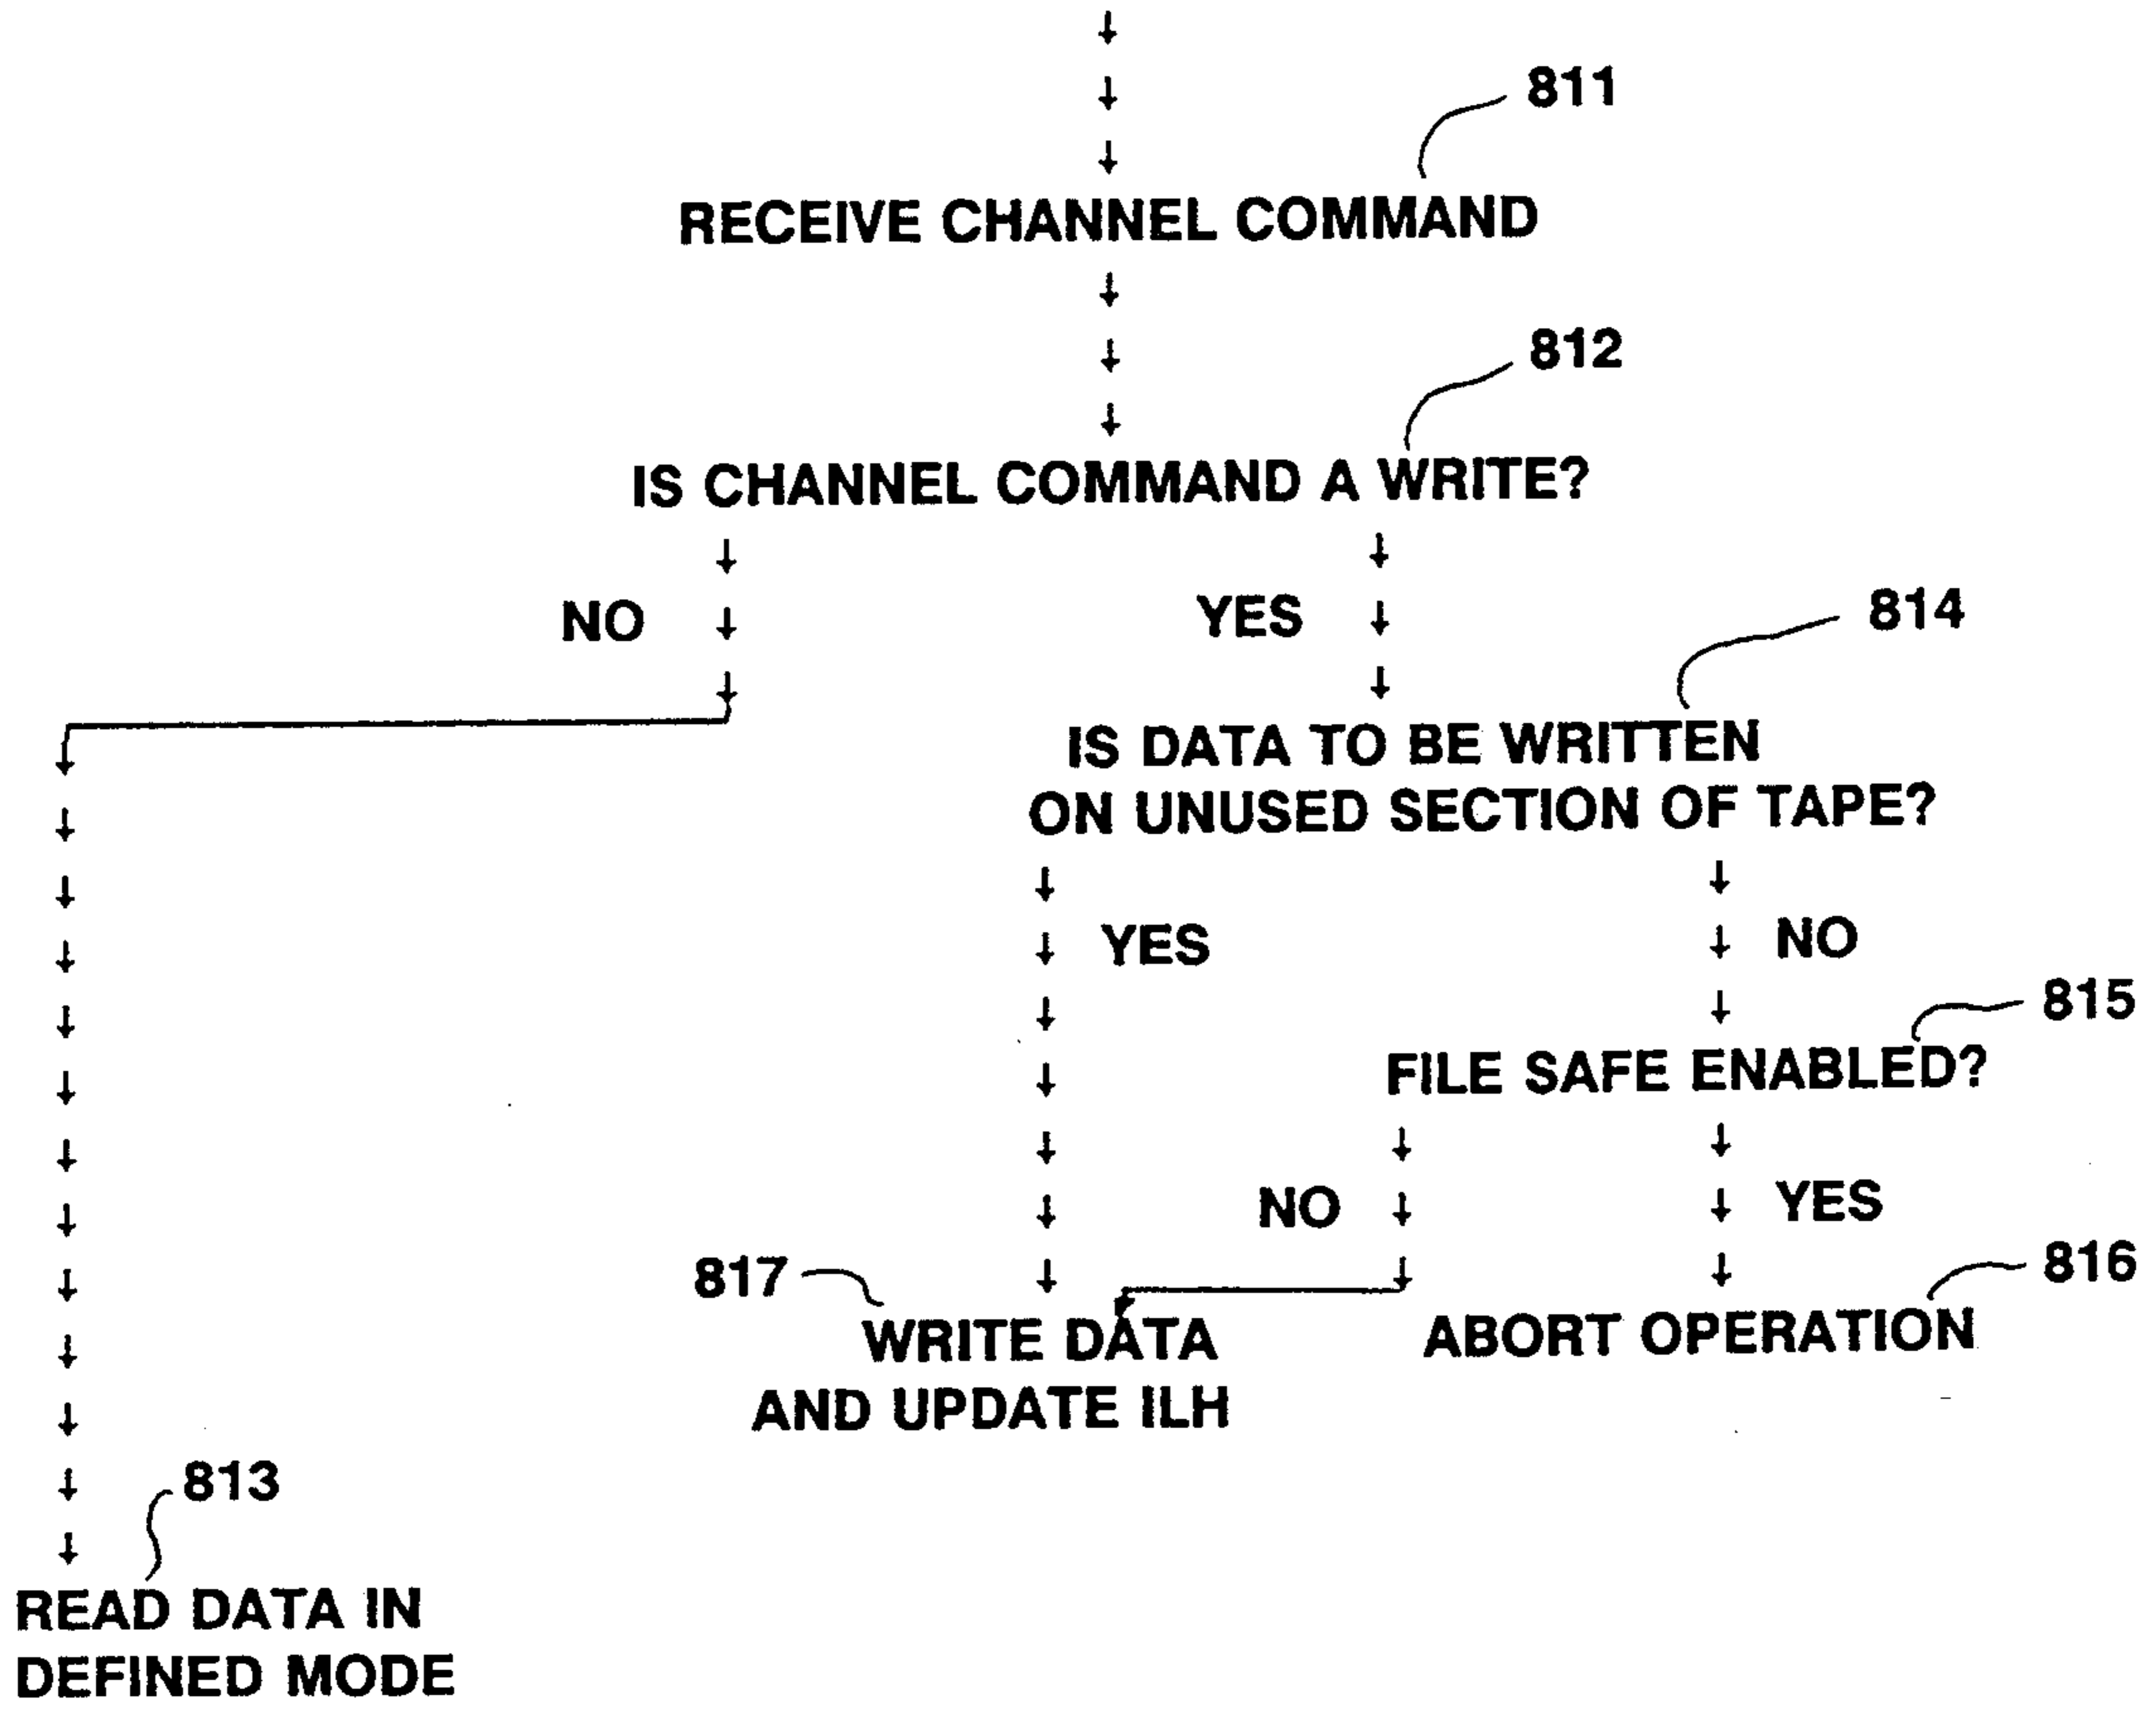 811
RECEIVE CHANNEL COMMAND
812
IS CHANNEL COMMAND A WRITE?
NO
YES
814
IS DATA TO BE WRITTEN
ON UNUSED SECTION OF TAPE?
YES
NO
815
FILE SAFE ENABLED?
NO
YES
817
816
WRITE DATA
AND UPDATE ILH
ABORT OPERATION
813
READ DATA IN
DEFINED MODE